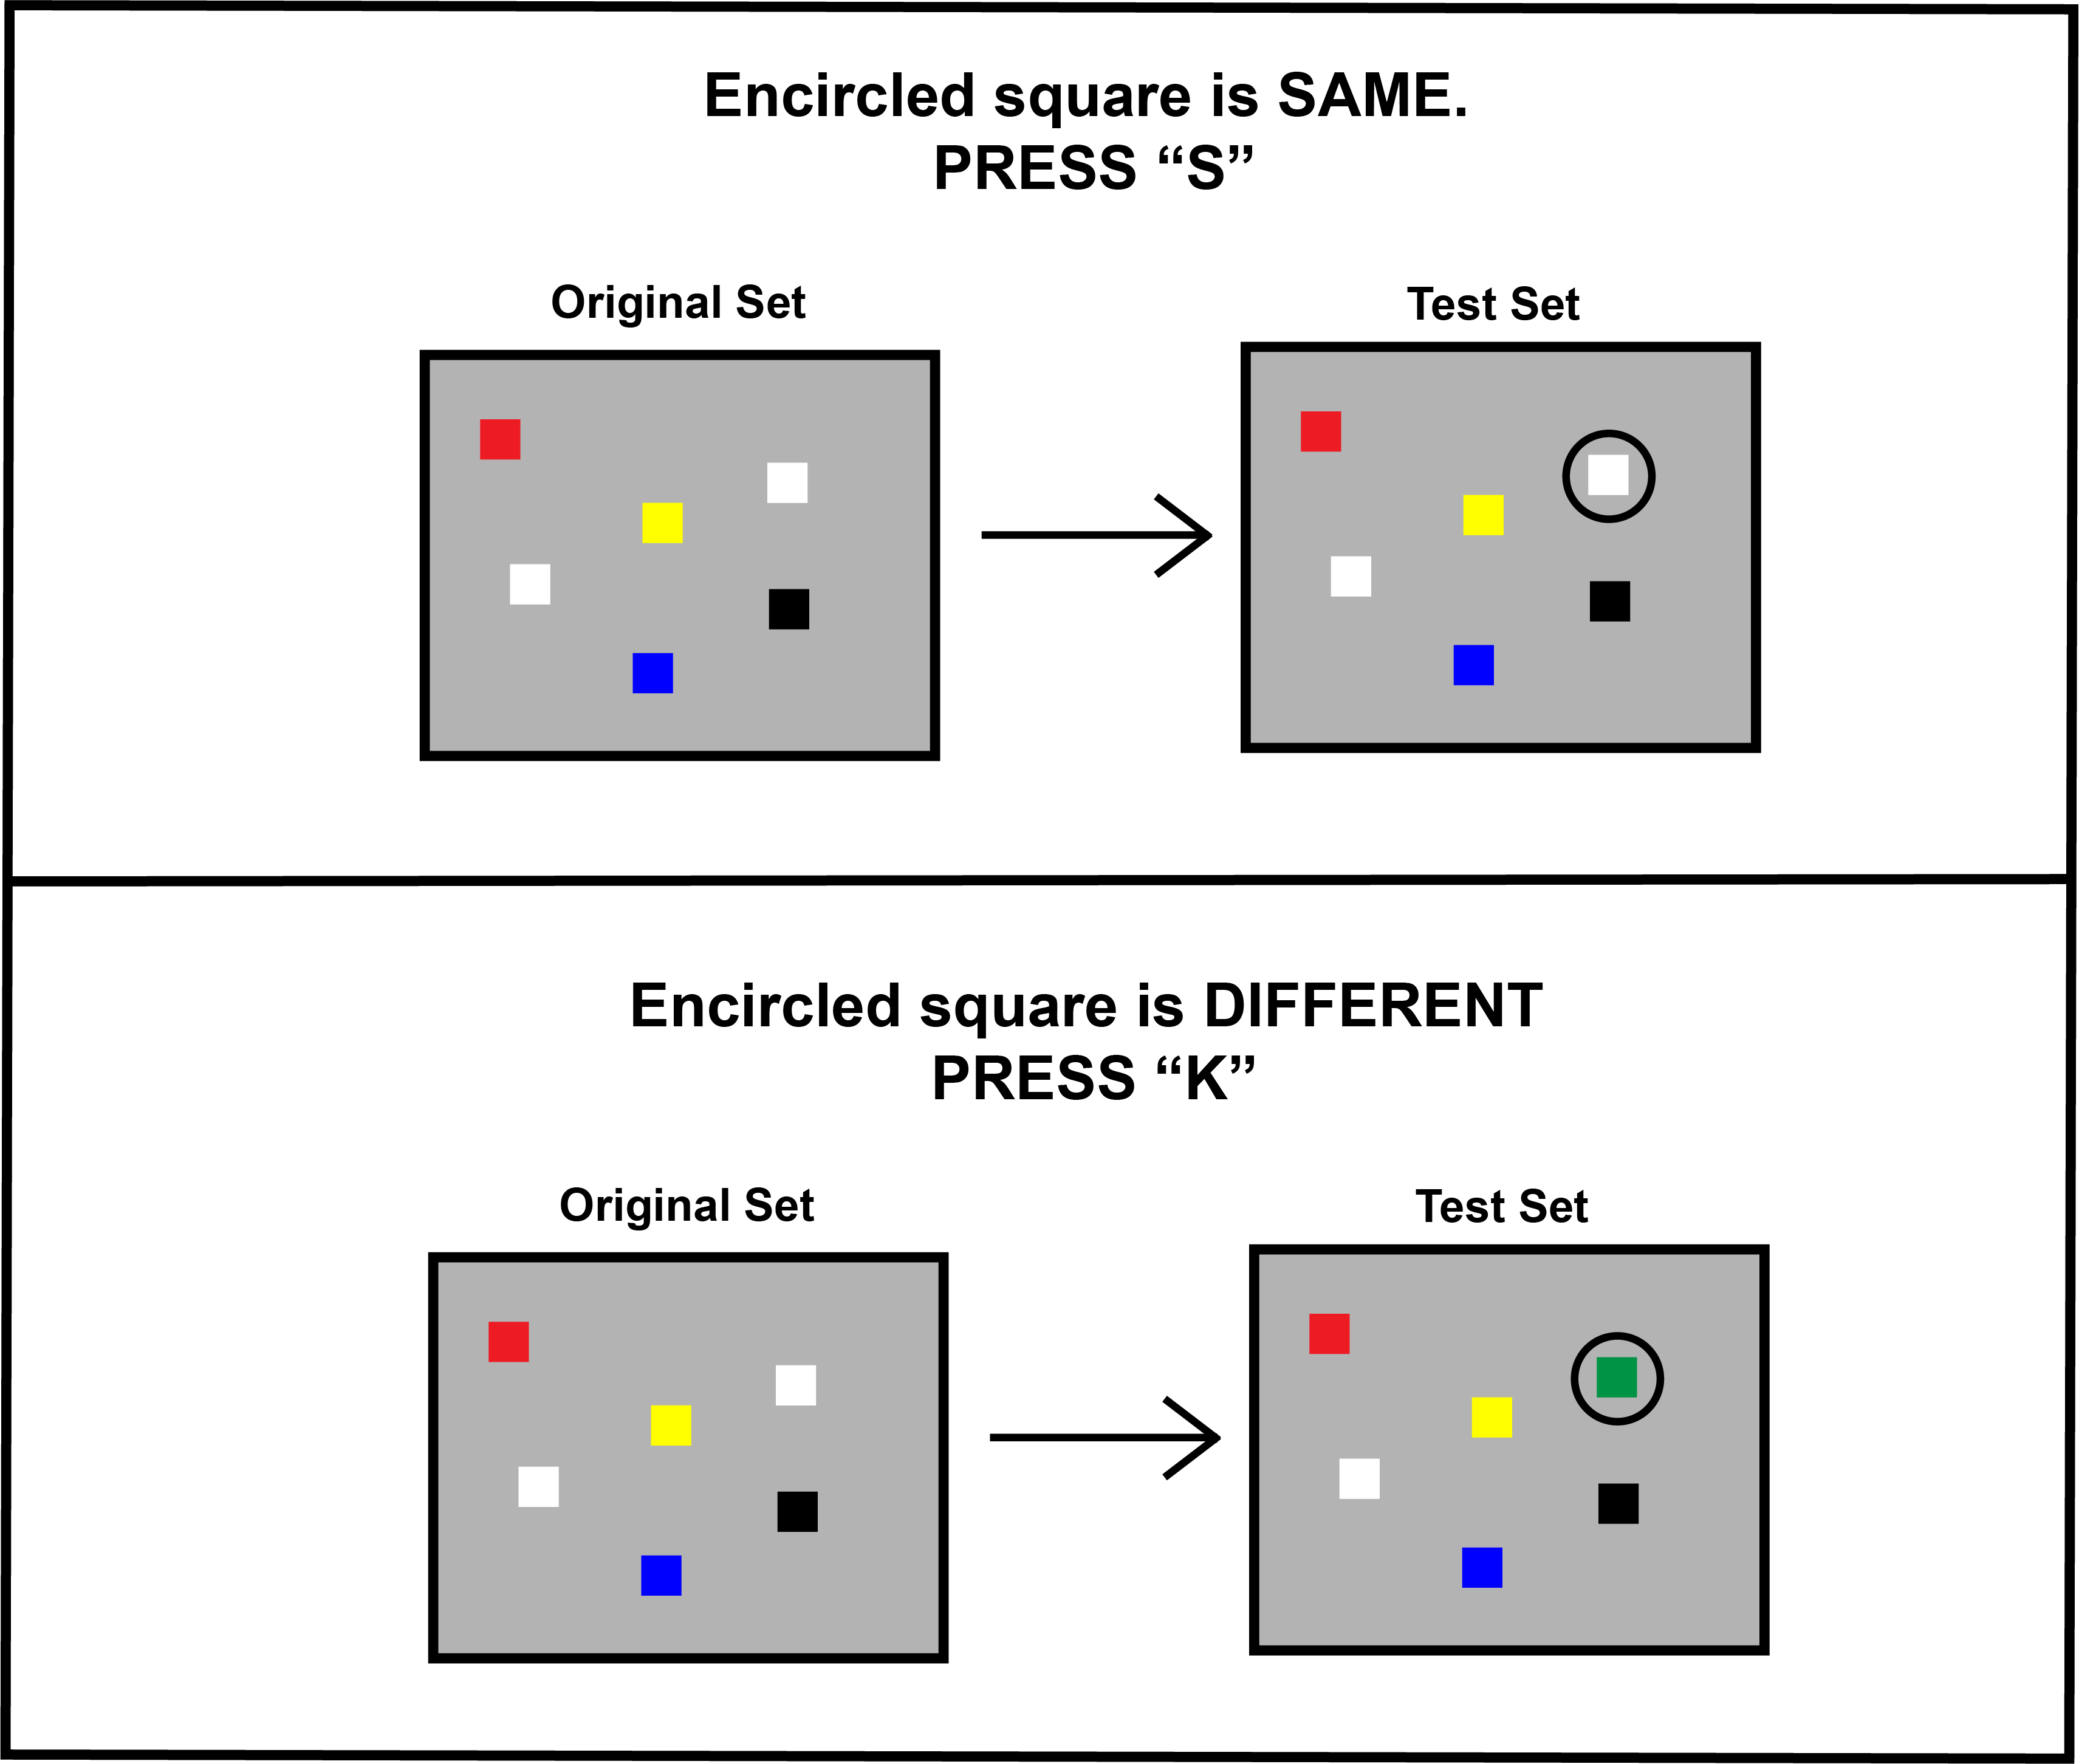 Encircled square is SAME.
PRESS “S”
Original Set
Test Set
Encircled square is DIFFERENT
PRESS “K”
Original Set
Test Set